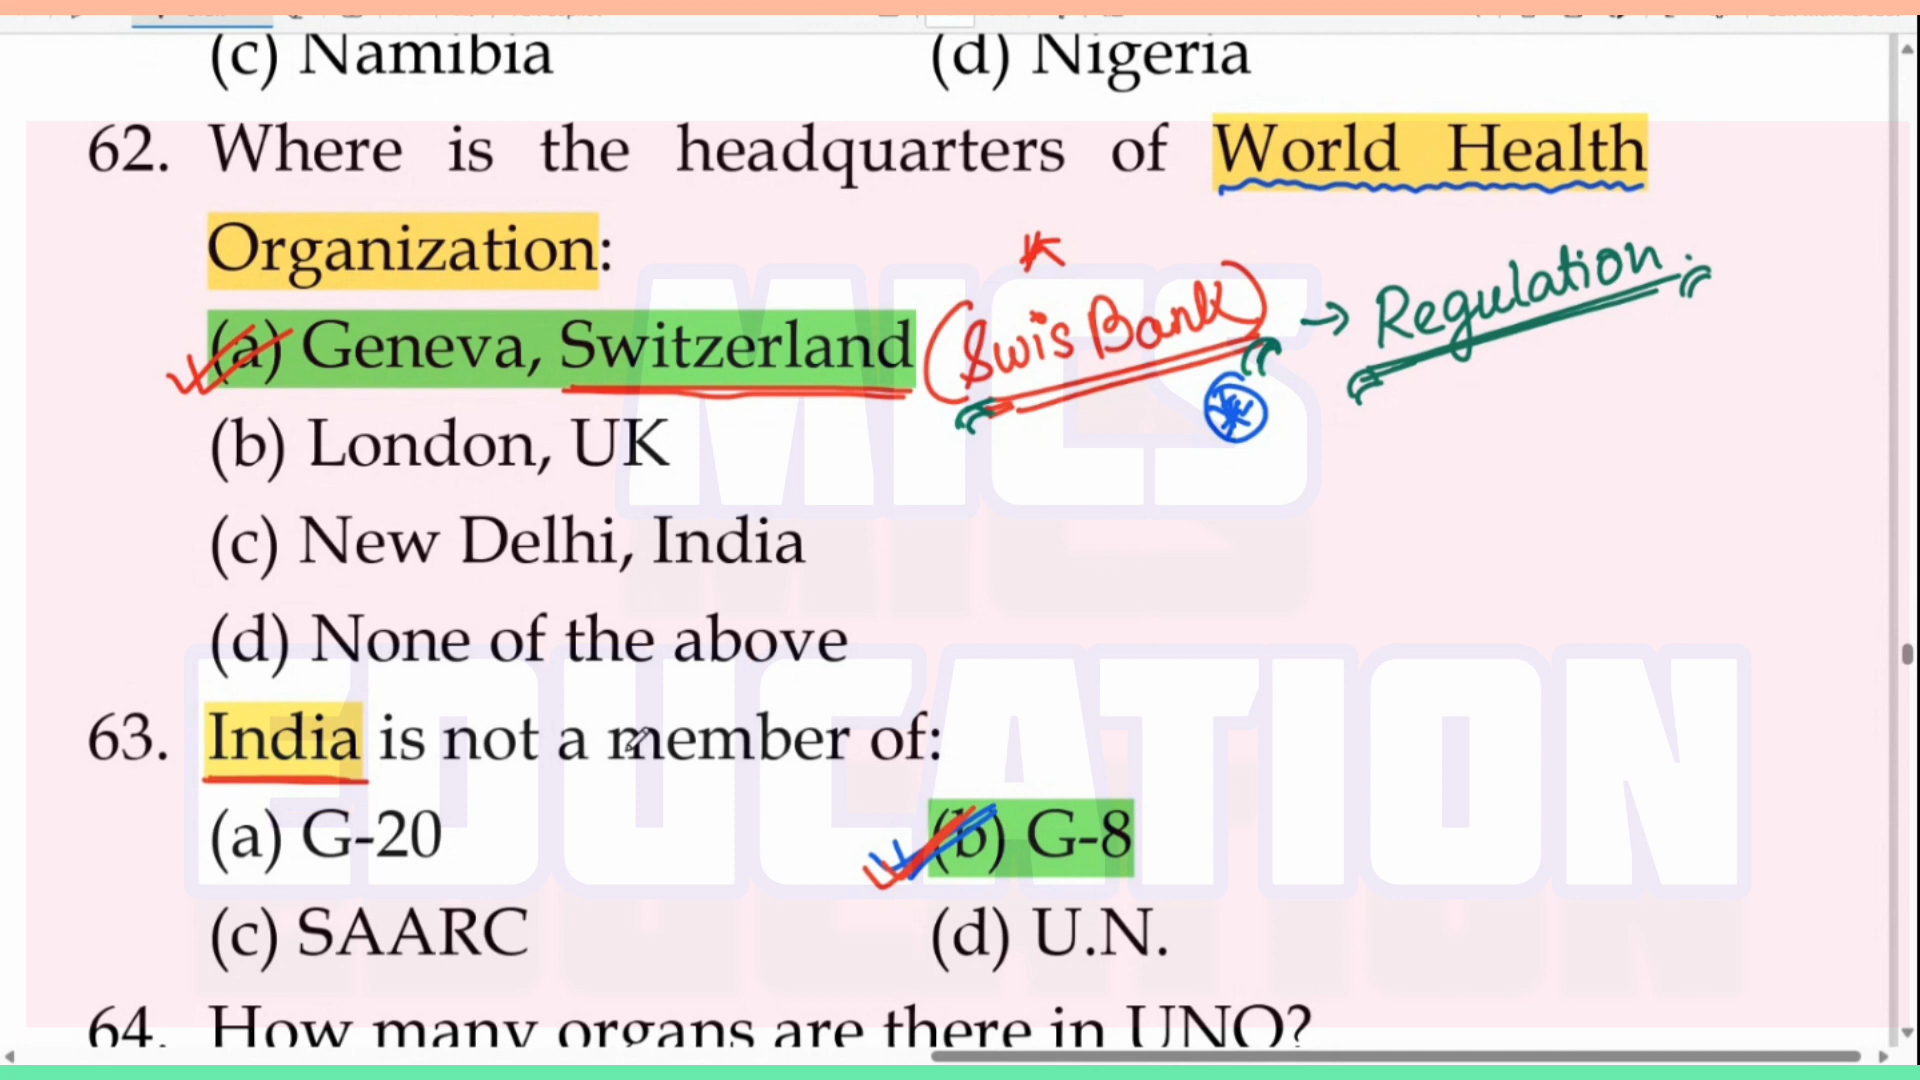 (c) Namibia (d) Nigeria
62. Where is the headquarters of World Health
Organization:
(a) Geneva, Switzerland (Swis Bank) → Regulation.
(b) London, UK
(c) New Delhi, India
(d) None of the above
63. India is not a member of:
(a) G-20 (b) G-8
(c) SAARC (d) U.N.
64. How many organs are there in UNO?
MICS
EDUCATION